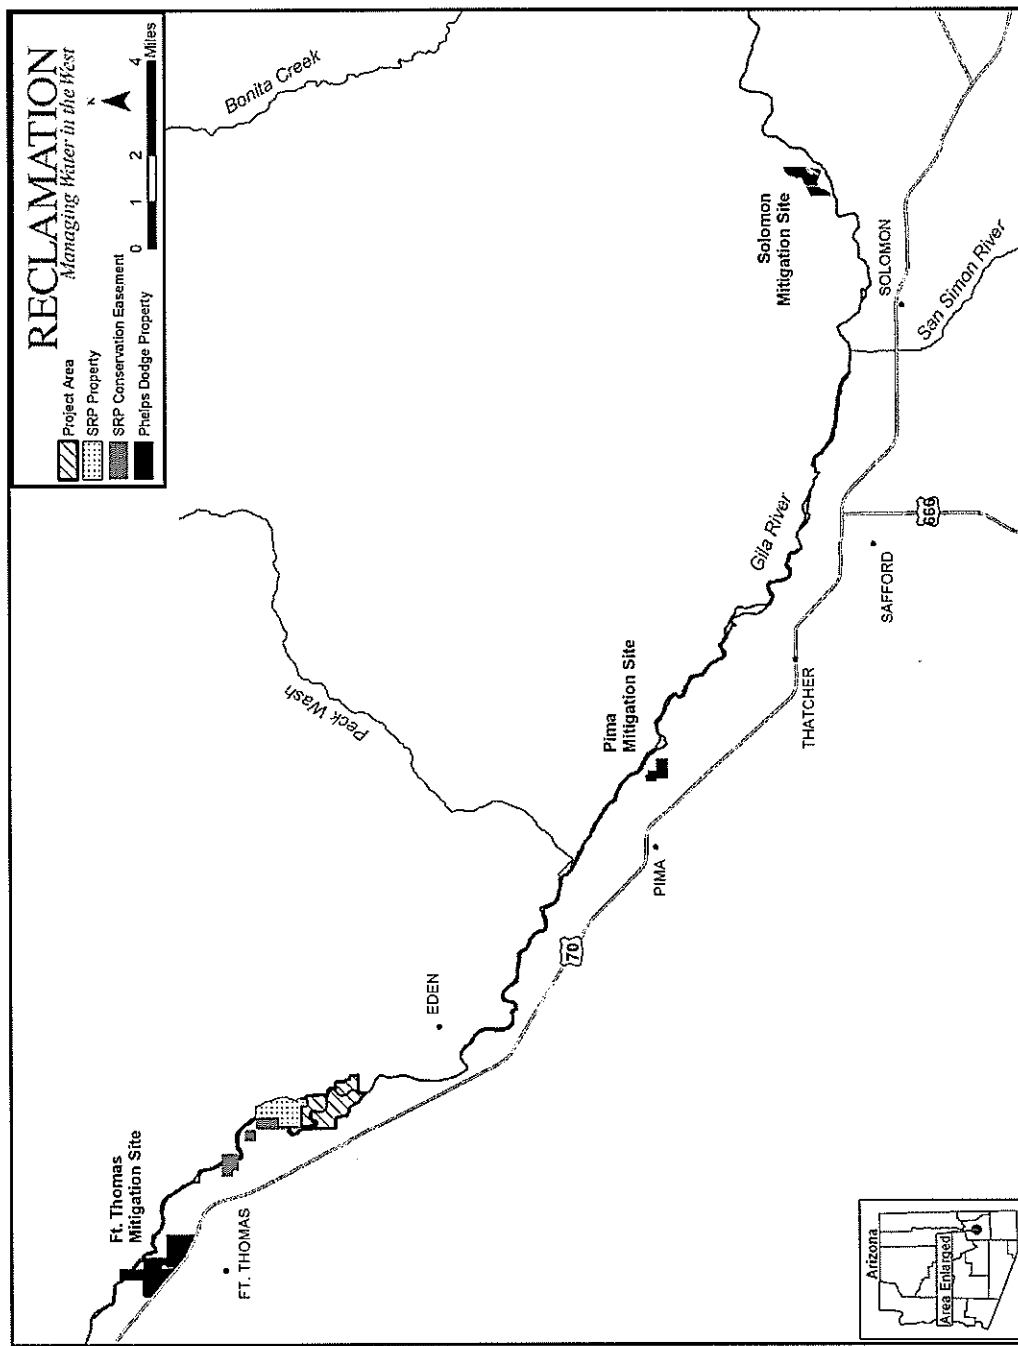 RECLAMATION
Managing Water in the West
Project Area
SRP Property
SRP Conservation Easement
Phelps Dodge Property
N
0 1 2 4
Miles
Bonita Creek
Peck Wash
Ft. Thomas
Mitigation Site
FT. THOMAS
EDEN
70
PIMA
Pima
Mitigation Site
THATCHER
Gila River
SAFFORD
666
Solomon
Mitigation Site
SOLOMON
San Simon River
Arizona
Area Enlarged